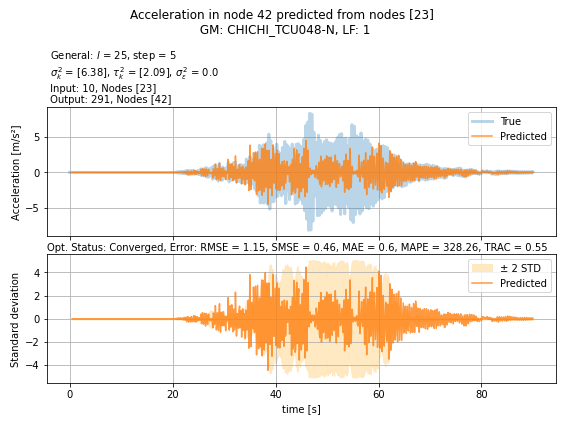 Acceleration in node 42 predicted from nodes [23]
GM: CHICHI_TCU048-N, LF: 1
General: l = 25, step = 5
σ²ₖ = [6.38], τ²ₖ = [2.09], σ²ₑ = 0.0
Input: 10, Nodes [23]
Output: 291, Nodes [42]
Acceleration [m/s²]
5
0
−5
True
Predicted
Opt. Status: Converged, Error: RMSE = 1.15, SMSE = 0.46, MAE = 0.6, MAPE = 328.26, TRAC = 0.55
Standard deviation
4
2
0
−2
−4
± 2 STD
Predicted
0 20 40 60 80
time [s]